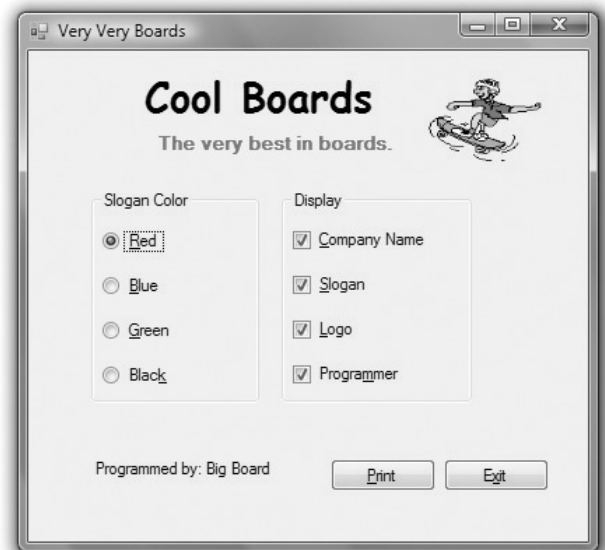 Very Very Boards
Cool Boards
The very best in boards.
Slogan Color
Red
Blue
Green
Black
Display
Company Name
Slogan
Logo
Programmer
Programmed by: Big Board
Print
Exit